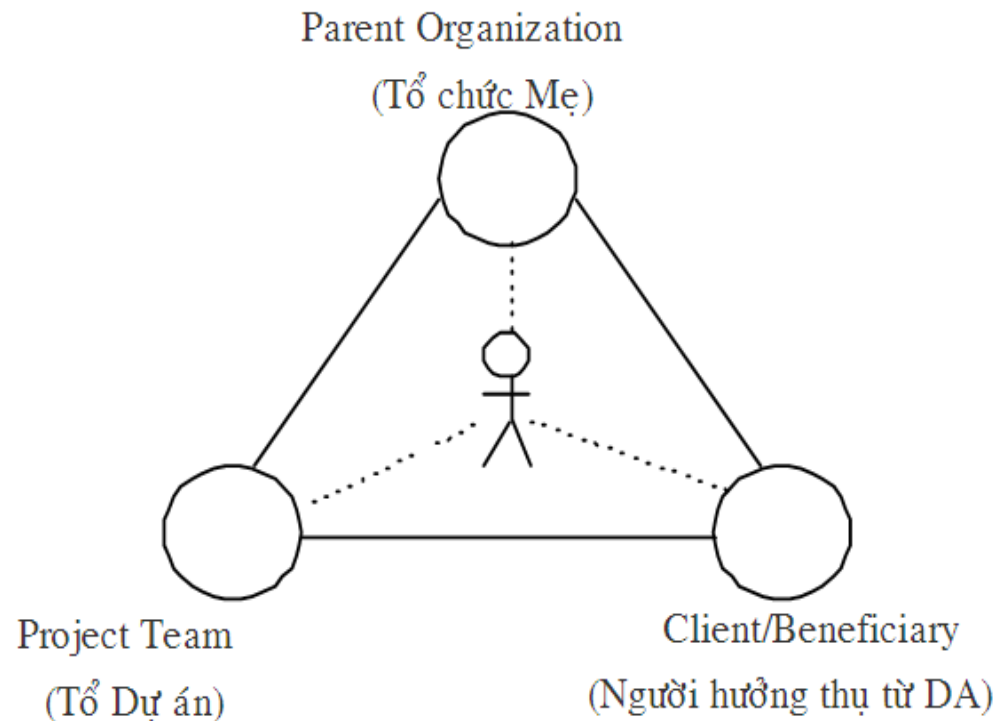 Parent Organization
(Tổ chức Mẹ)
Project Team
(Tổ Dự án)
Client/Beneficiary
(Người hưởng thụ từ DA)